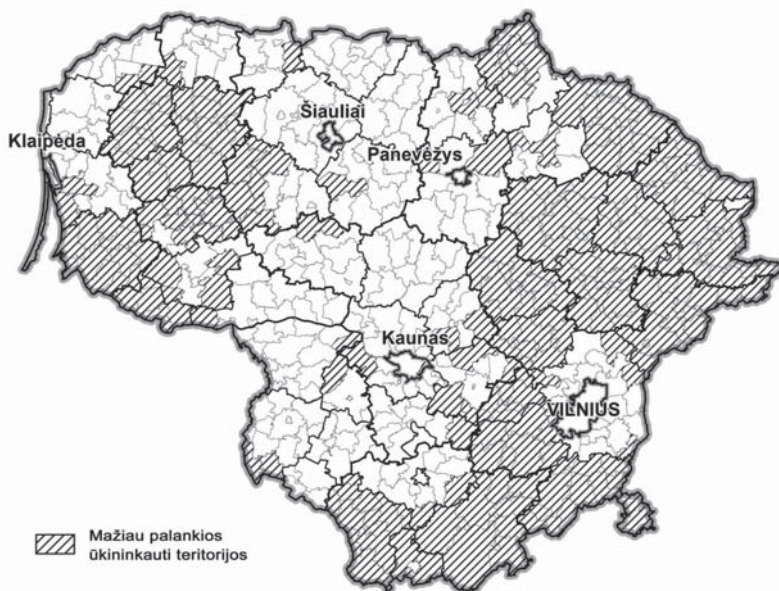 Šiauliai
Klaipėda
Panevėžys
Kaunas
VILNIUS
Mažiau palankios
ūkininkauti teritorijos